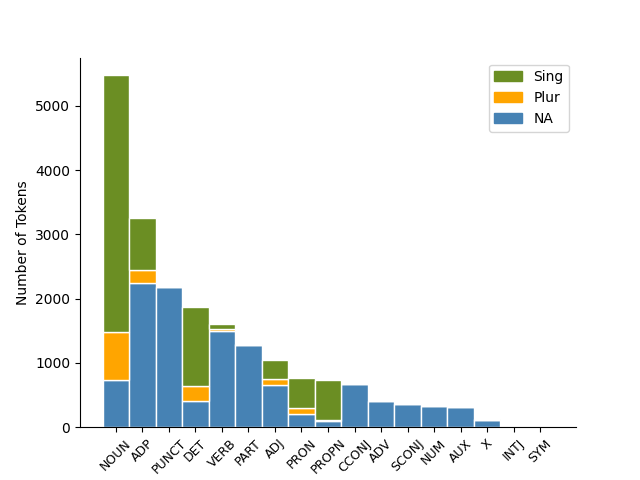 Sing
Plur
NA
Number of Tokens
5000
4000
3000
2000
1000
0
NOUN
ADP
PUNCT
DET
VERB
PART
ADJ
PRON
PROPN
CCONJ
ADV
SCONJ
NUM
AUX
X
INTJ
SYM